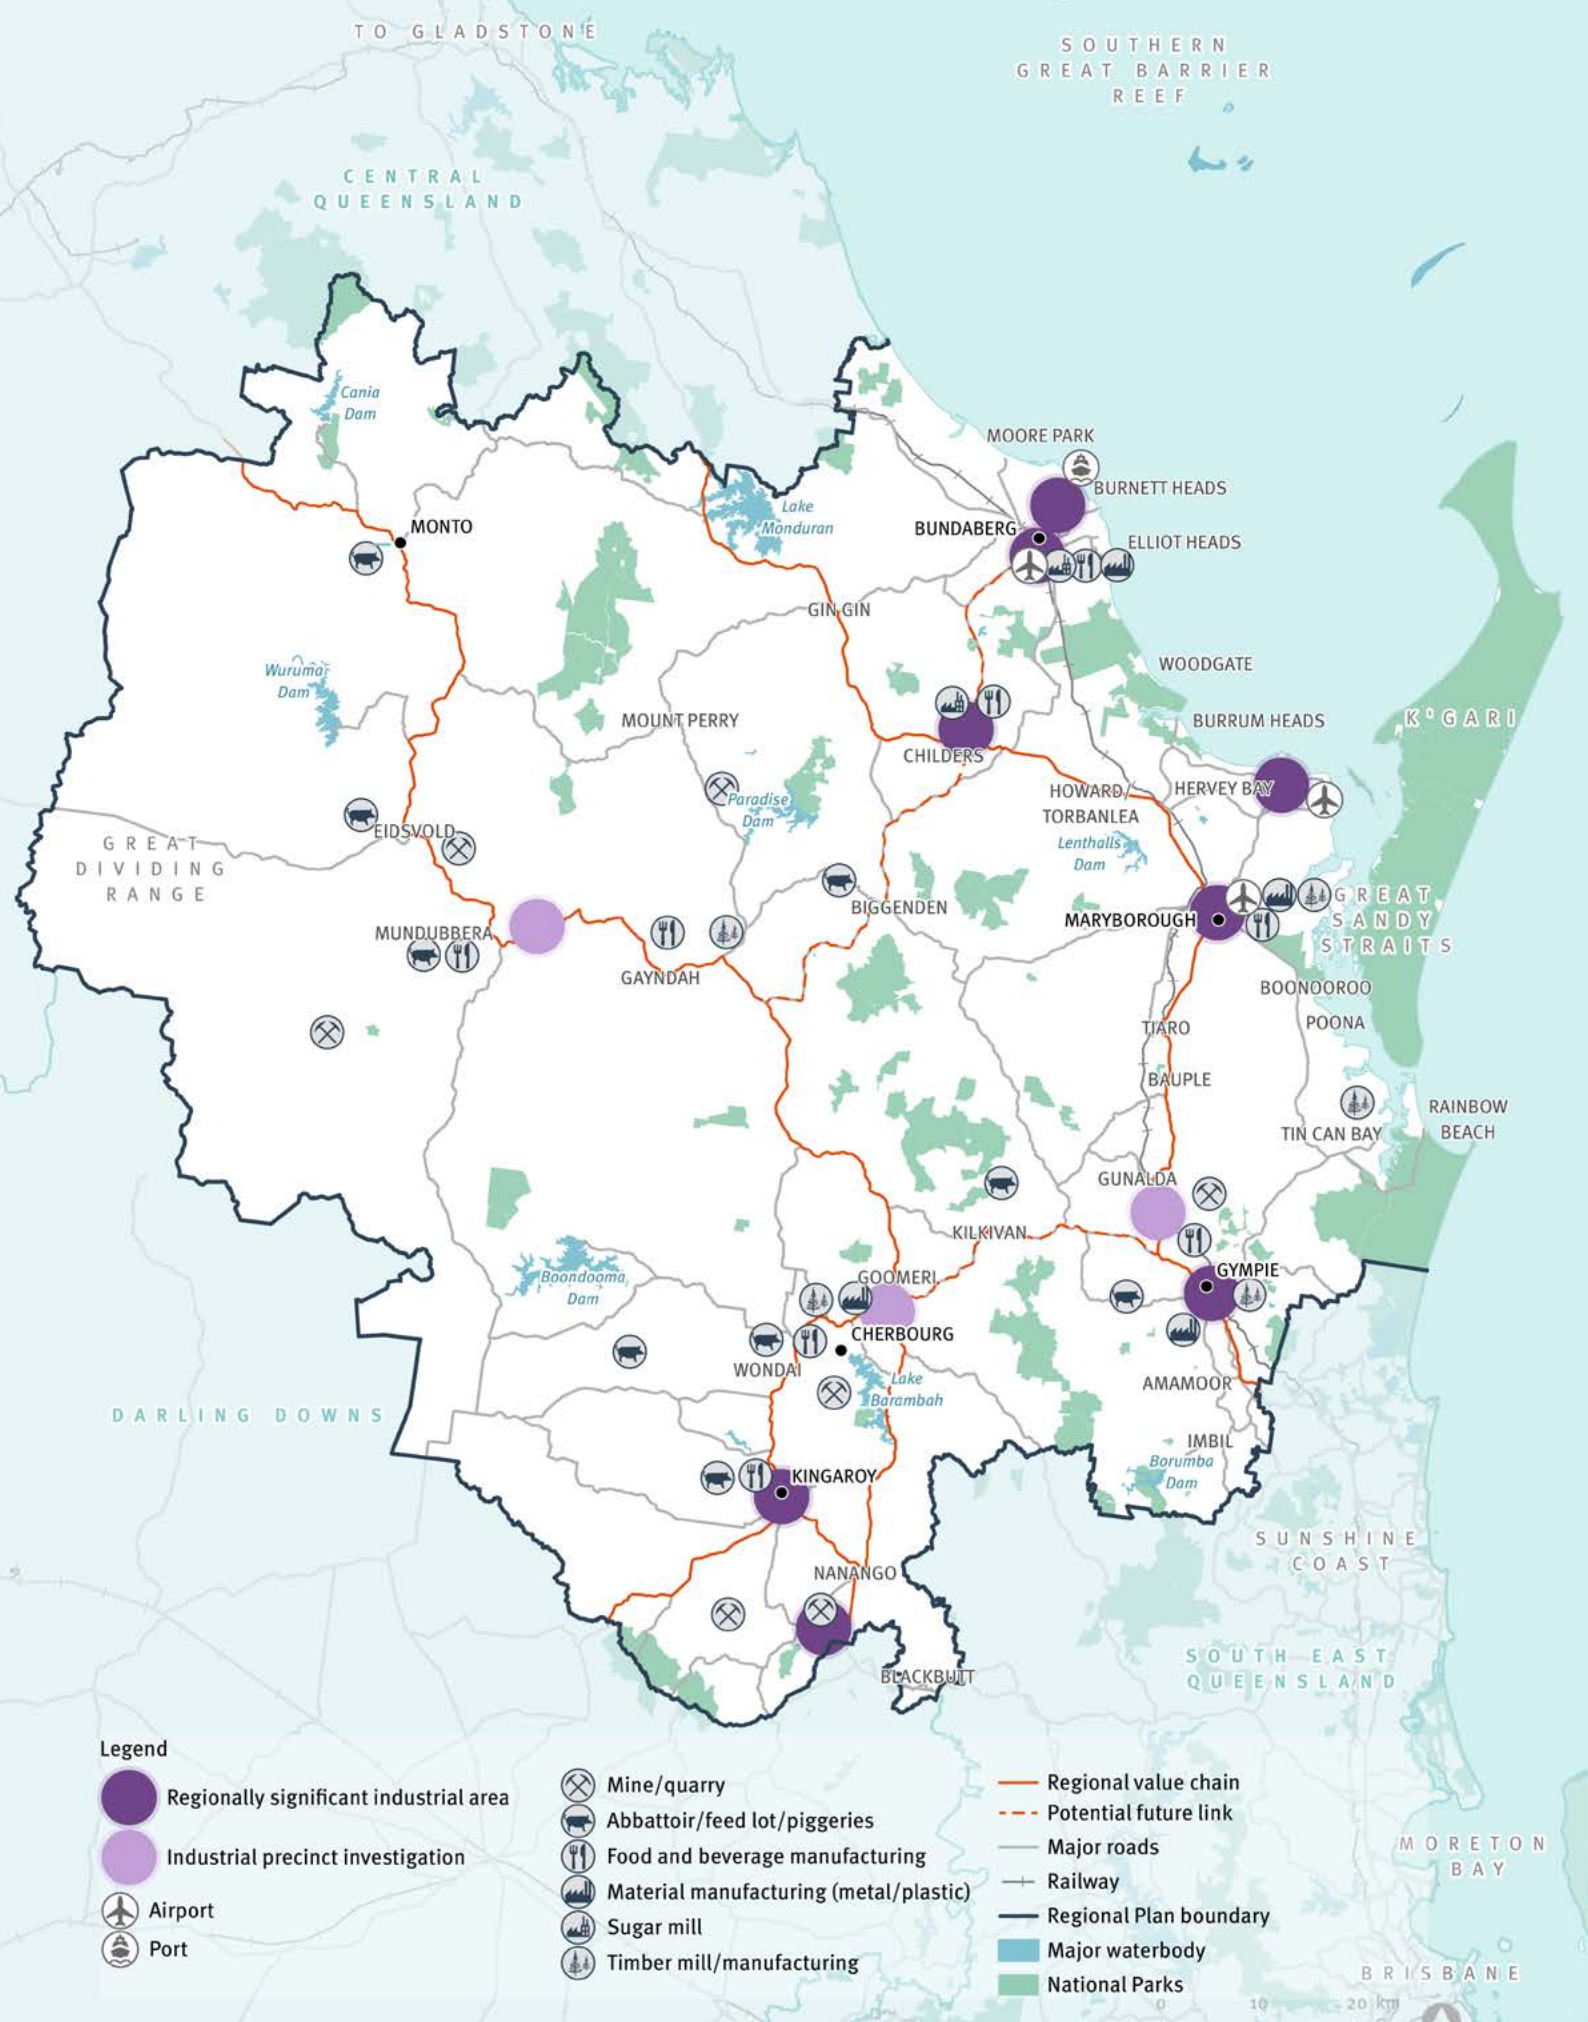 TO GLADSTONE
SOUTHERN
GREAT BARRIER
REEF
CENTRAL
QUEENSLAND
Cania
Dam
MOORE PARK
BURNETT HEADS
Lake
Monduran
MONTO
BUNDABERG
ELLIOT HEADS
GIN GIN
WOODGATE
Wuruma
Dam
MOUNT PERRY
BURRUM HEADS
K'GARI
CHILDERS
HOWARD/
TORBANLEA
HERVEY BAY
Paradise
Dam
EIDSVOLD
GREAT
DIVIDING
RANGE
Lenthalls
Dam
BIGGENDEN
MARYBOROUGH
GREAT
SANDY
STRAITS
MUNDUBBERA
GAYNDAH
BOONOOROO
POONA
TIARO
BAUPLE
RAINBOW
BEACH
TIN CAN BAY
GUNALDA
KILKIVAN
GYMPIE
Boondooma
Dam
GOOMERI
CHERBOURG
WONDAI
Lake
Barambah
AMAMOOR
DARLING DOWNS
IMBIL
Borumba
Dam
KINGAROY
SUNSHINE
COAST
NANANGO
BLACKBUTT
SOUTH EAST
QUEENSLAND
Legend
Regionally significant industrial area
Industrial precinct investigation
Airport
Port
Mine/quarry
Abbattoir/feed lot/piggeries
Food and beverage manufacturing
Material manufacturing (metal/plastic)
Sugar mill
Timber mill/manufacturing
Regional value chain
Potential future link
Major roads
Railway
Regional Plan boundary
Major waterbody
National Parks
MORETON
BAY
BRISBANE
0 10 20 km